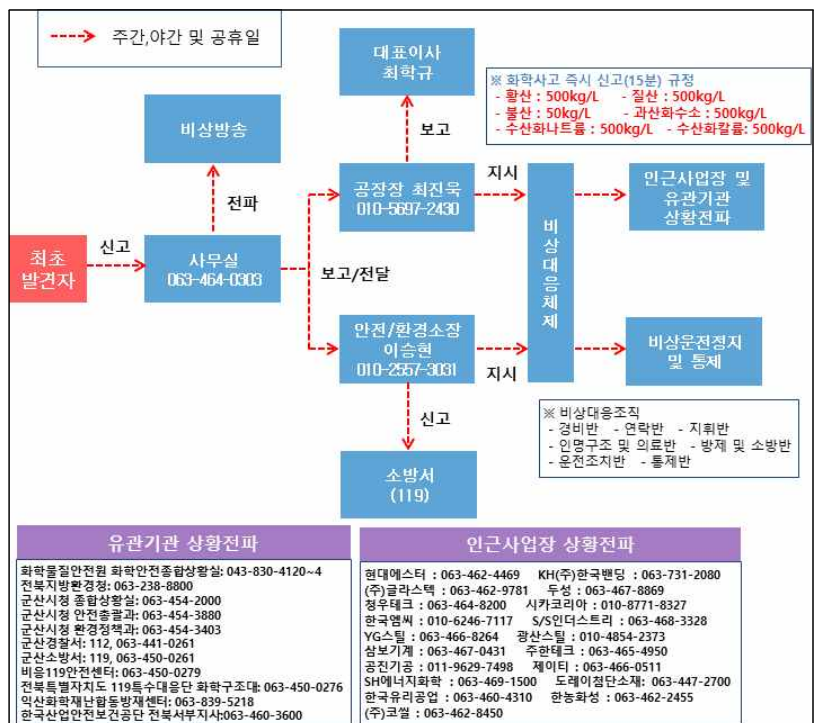 주간,야간 및 공휴일
대표이사
최학규
※ 화학사고 즉시 신고(15분) 규정
- 황산 : 500kg/L - 질산 : 500kg/L
- 불산 : 50kg/L - 과산화수소 : 500kg/L
- 수산화나트륨 : 500kg/L - 수산화칼륨: 500kg/L
비상방송
보고
전파
공장장 최진욱
010-5697-2430
지시
인근사업장 및
유관기관
상황전파
최초
발견자
신고
사무실
063-464-0303
보고/전달
비상대응체제
안전/환경소장
이승현
010-2557-3031
지시
비상운전정지
및 통제
신고
※ 비상대응조직
- 경비반 - 연락반 - 지휘반
- 인명구조 및 의료반 - 방제 및 소방반
- 운전조치반 - 통제반
소방서
(119)
유관기관 상황전파
화학물질안전원 화학안전종합상황실: 043-830-4120~4
전북지방환경청: 063-238-8800
군산시청 종합상황실: 063-454-2000
군산시청 안전총괄과: 063-454-3880
군산시청 환경정책과: 063-454-3403
군산경찰서: 112, 063-441-0261
군산소방서: 119, 063-450-0261
비응119안전센터: 063-450-0279
전북특별자치도 119특수대응단 화학구조대: 063-450-0276
익산화학재난합동방재센터: 063-839-5218
한국산업안전보건공단 전북서부지사:063-460-3600
인근사업장 상황전파
현대에스터 : 063-462-4469 KH(주)한국밴딩 : 063-731-2080
(주)글라스텍 : 063-462-9781 두성 : 063-467-8869
청우테크 : 063-464-8200 시카코리아 : 010-8771-8327
한국엠씨 : 010-6246-7117 S/S인더스트리 : 063-468-3328
YG스틸 : 063-466-8264 광산스틸 : 010-4854-2373
삼보기계 : 063-467-0431 주한테크 : 063-465-4950
공진기공 : 011-9629-7498 제이티 : 063-466-0511
SH에너지화학 : 063-469-1500 도레이첨단소재: 063-447-2700
한국유리공업 : 063-460-4310 한농화성 : 063-462-2455
(주)코씰 : 063-462-8450